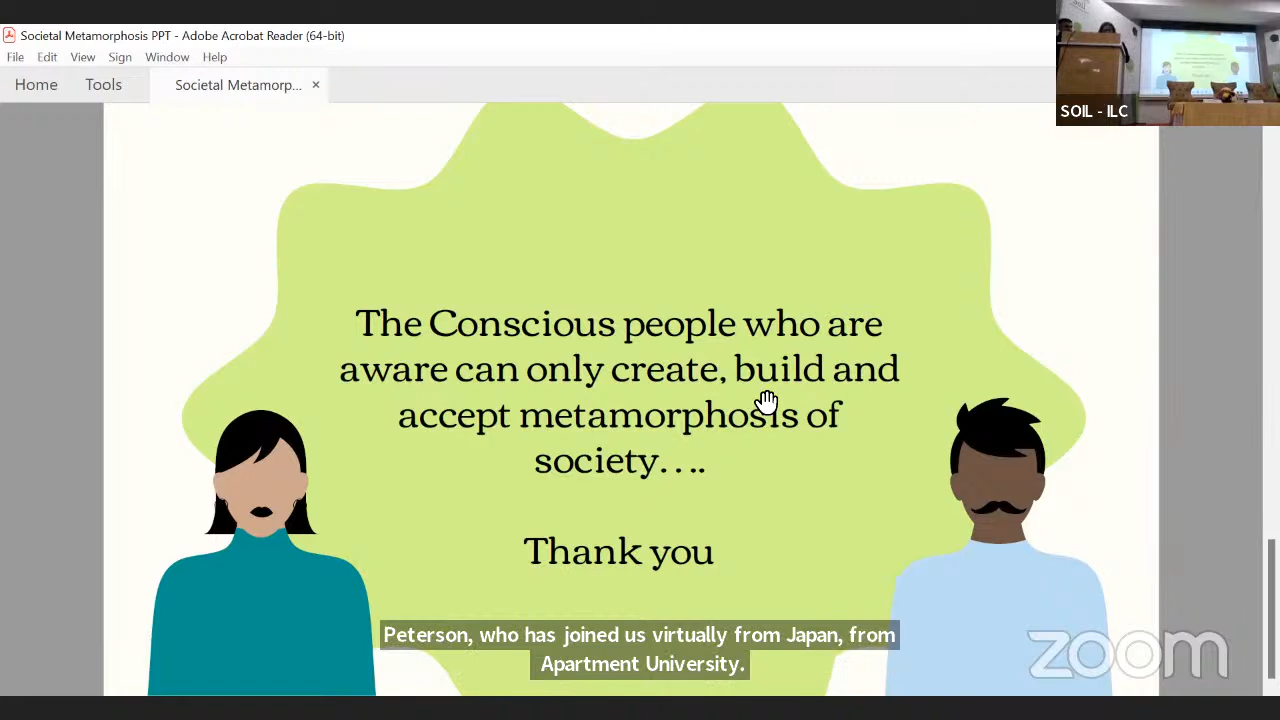 Societal Metamorphosis PPT - Adobe Acrobat Reader (64-bit)
File Edit View Sign Window Help
Home Tools Societal Metamorp... ×
SOIL - ILC
The Conscious people who are
aware can only create, build and
accept metamorphosis of
society….
Thank you
Peterson, who has joined us virtually from Japan, from
Apartment University.
zoom